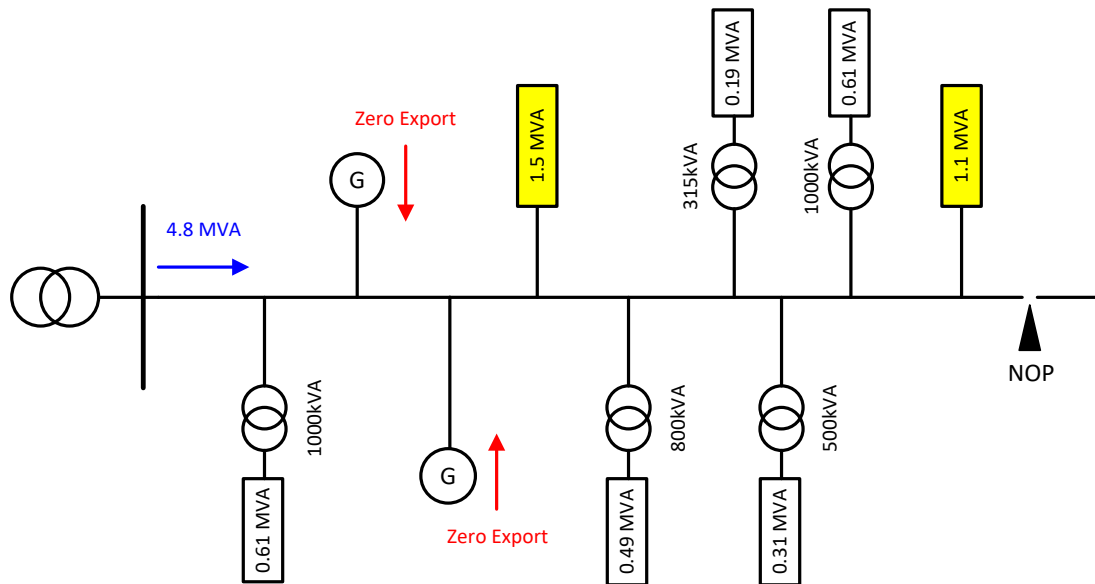 0.19 MVA
0.61 MVA
Zero Export
1.5 MVA
1.1 MVA
315kVA
1000kVA
G
4.8 MVA
NOP
1000kVA
800kVA
500kVA
G
0.61 MVA
Zero Export
0.49 MVA
0.31 MVA